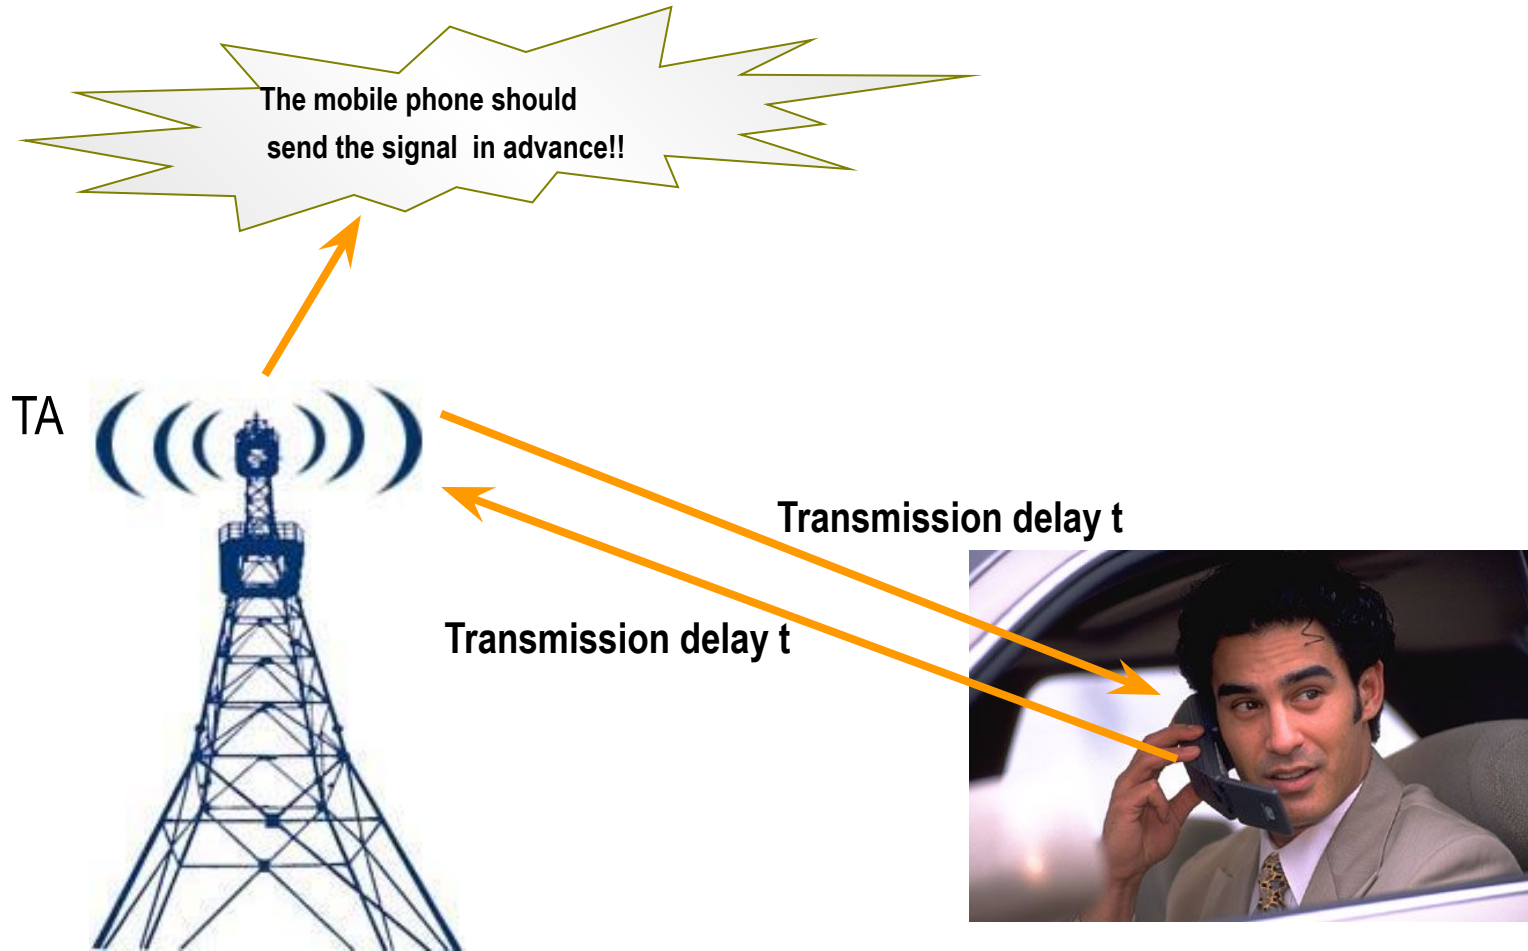 The mobile phone should
send the signal in advance!!
TA
Transmission delay t
Transmission delay t